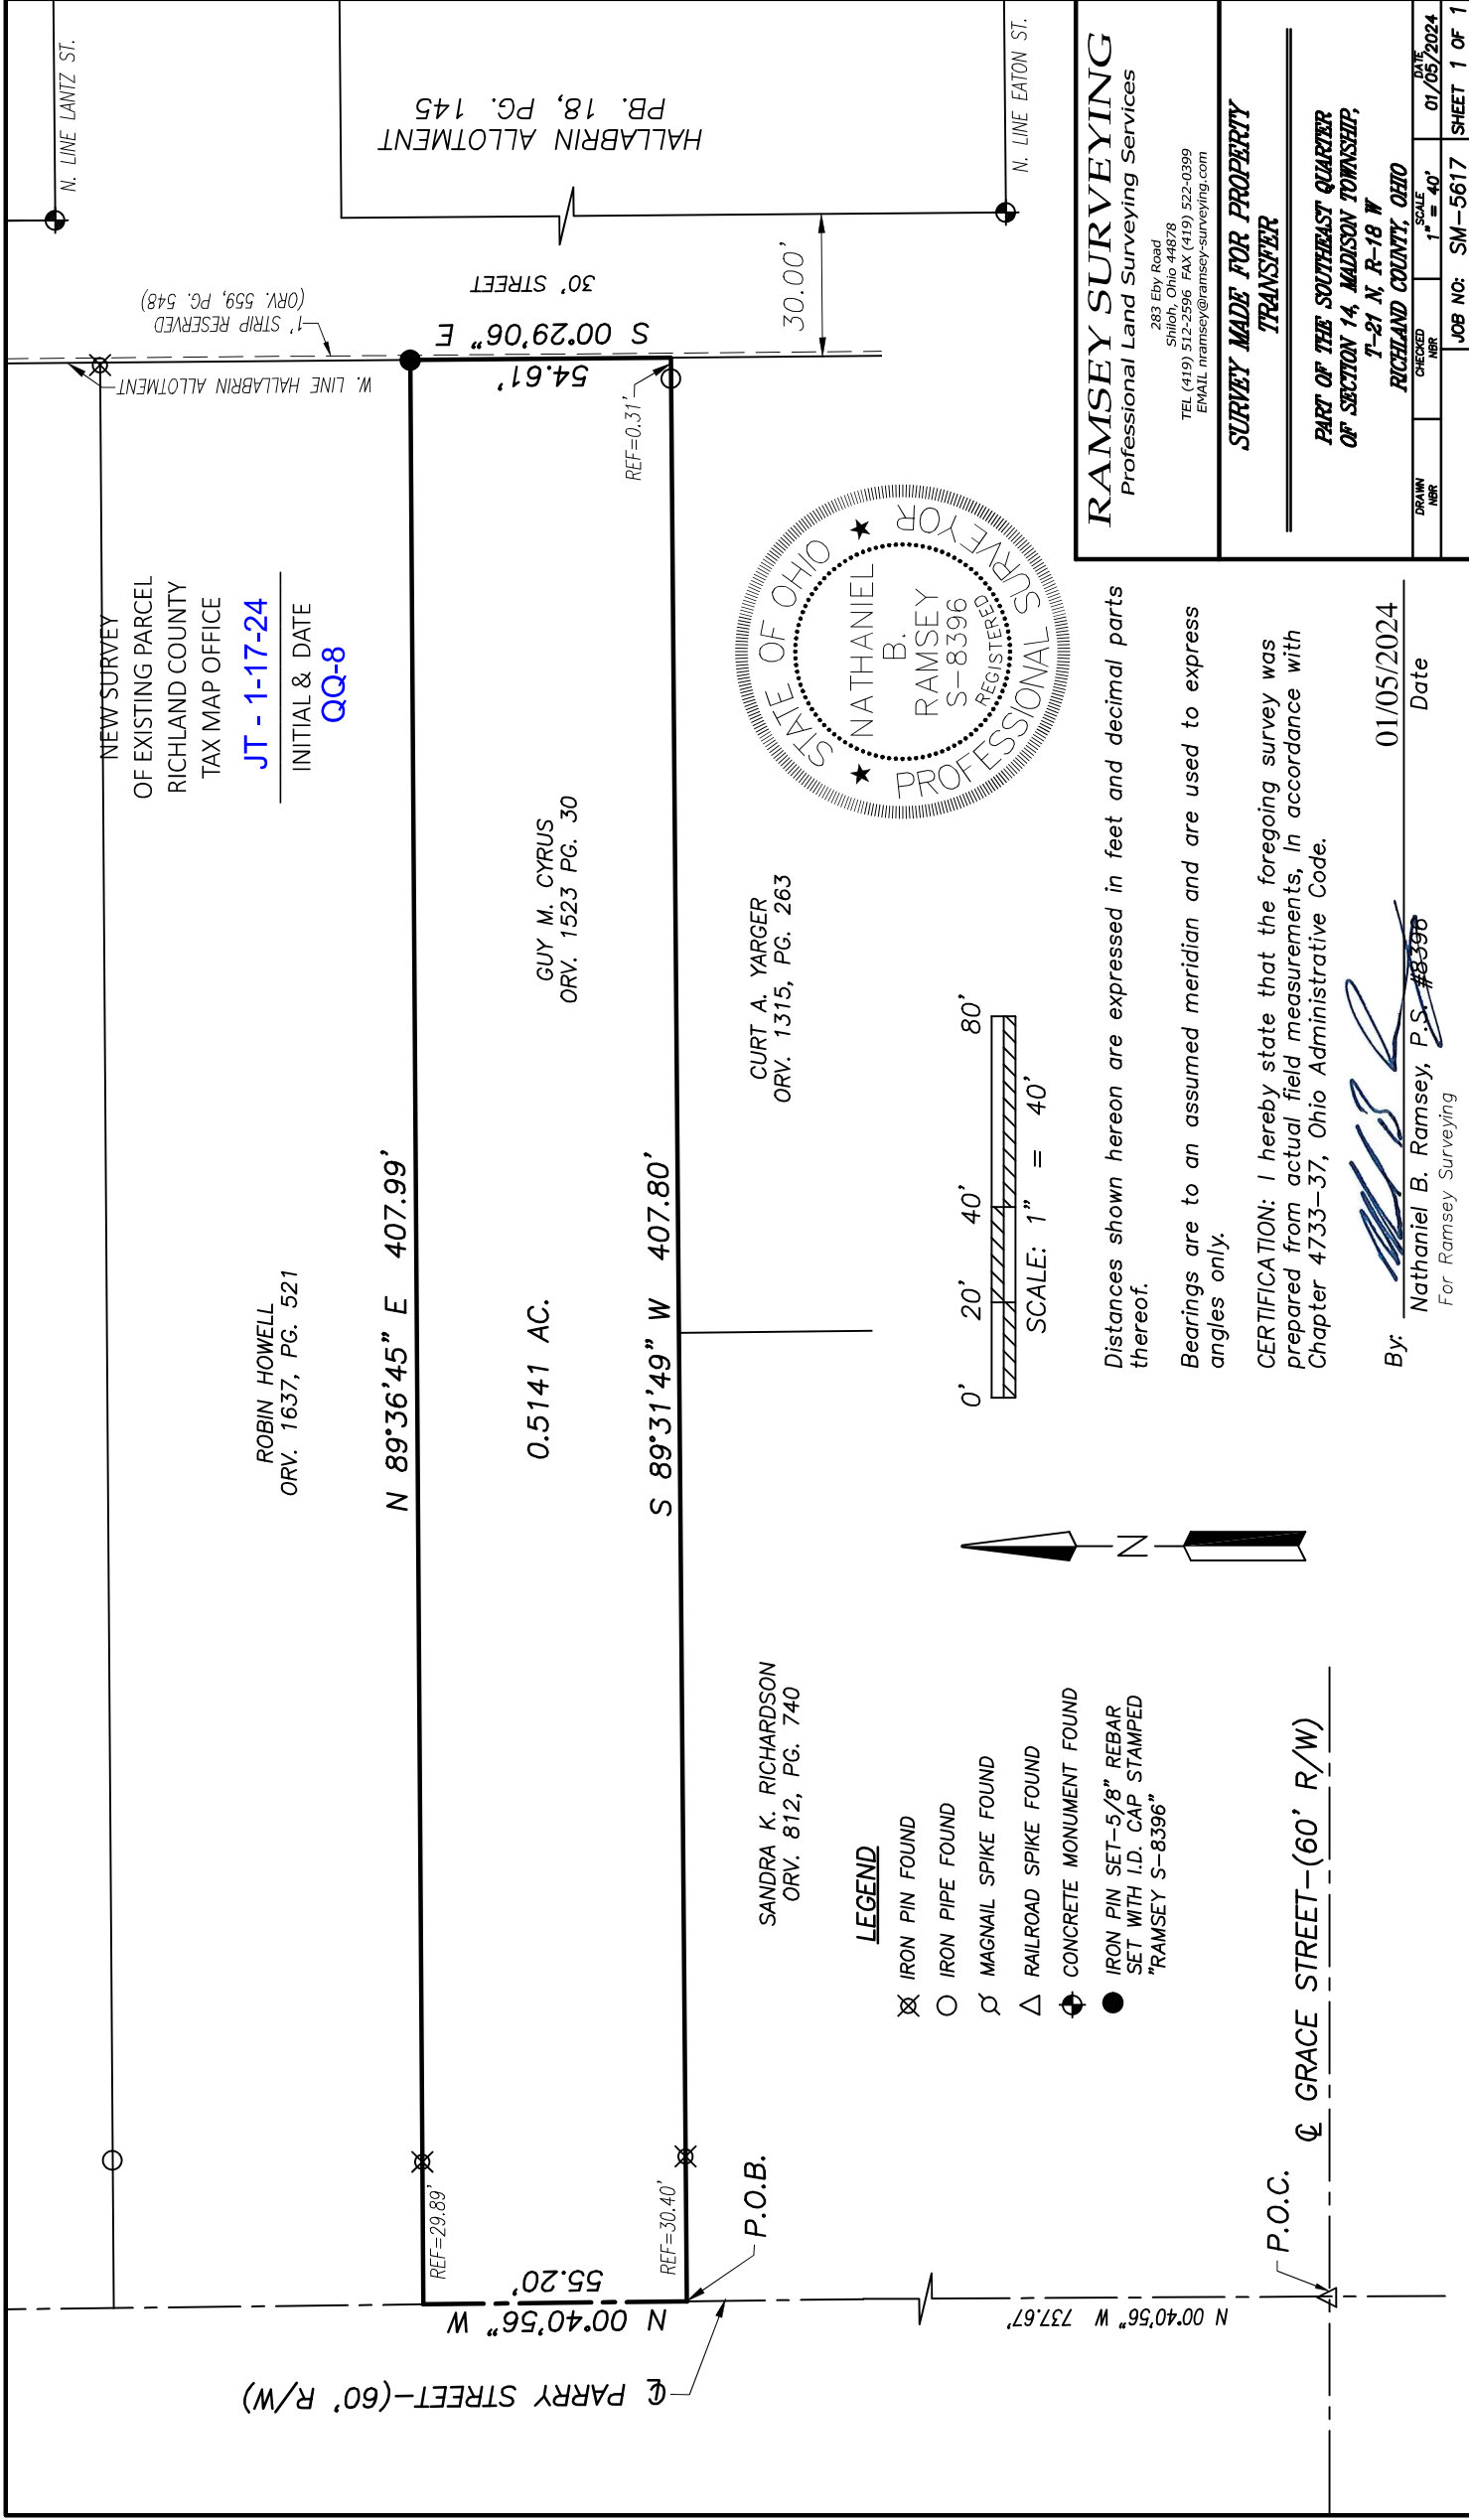 N. LINE LANTZ ST.
HALLABRIN ALLOTMENT
PB. 18, PG. 145
N. LINE EATON ST.
1' STRIP RESERVED
(ORV. 559, PG. 548)
W. LINE HALLABRIN ALLOTMENT
30' STREET
S 00°29'06" E
54.61'
30.00'
REF=0.31'
NEW SURVEY
OF EXISTING PARCEL
RICHLAND COUNTY
TAX MAP OFFICE
JT - 1-17-24
INITIAL & DATE
QQ-8
ROBIN HOWELL
ORV. 1637, PG. 521
N 89°36'45" E 407.99'
GUY M. CYRUS
ORV. 1523 PG. 30
0.5141 AC.
S 89°31'49" W 407.80'
CURT A. YARGER
ORV. 1315, PG. 263
SANDRA K. RICHARDSON
ORV. 812, PG. 740
REF=29.89'
REF=30.40'
N 00°40'56" W
55.20'
P.O.B.
℄ PARRY STREET-(60' R/W)
N 00°40'56" W 737.67'
P.O.C.
℄ GRACE STREET-(60' R/W)
LEGEND
IRON PIN FOUND
IRON PIPE FOUND
MAGNAIL SPIKE FOUND
RAILROAD SPIKE FOUND
CONCRETE MONUMENT FOUND
IRON PIN SET-5/8" REBAR
SET WITH I.D. CAP STAMPED
"RAMSEY S-8396"
N
0' 20' 40' 80'
SCALE: 1" = 40'
STATE OF OHIO
NATHANIEL
B.
RAMSEY
S-8396
REGISTERED
PROFESSIONAL SURVEYOR
Distances shown hereon are expressed in feet and decimal parts
thereof.
Bearings are to an assumed meridian and are used to express
angles only.
CERTIFICATION: I hereby state that the foregoing survey was
prepared from actual field measurements, In accordance with
Chapter 4733-37, Ohio Administrative Code.
By:
01/05/2024
Nathaniel B. Ramsey, P.S. #8396 Date
For Ramsey Surveying
RAMSEY SURVEYING
Professional Land Surveying Services
283 Eby Road
Shiloh, Ohio 44878
TEL (419) 512-2596 FAX (419) 522-0399
EMAIL nramsey@ramsey-surveying.com
SURVEY MADE FOR PROPERTY
TRANSFER
PART OF THE SOUTHEAST QUARTER
OF SECTION 14, MADISON TOWNSHIP,
T-21 N, R-18 W
RICHLAND COUNTY, OHIO
DRAWN
NBR
CHECKED
NBR
SCALE
1" = 40'
DATE
01/05/2024
JOB NO: SM-5617 SHEET 1 OF 1